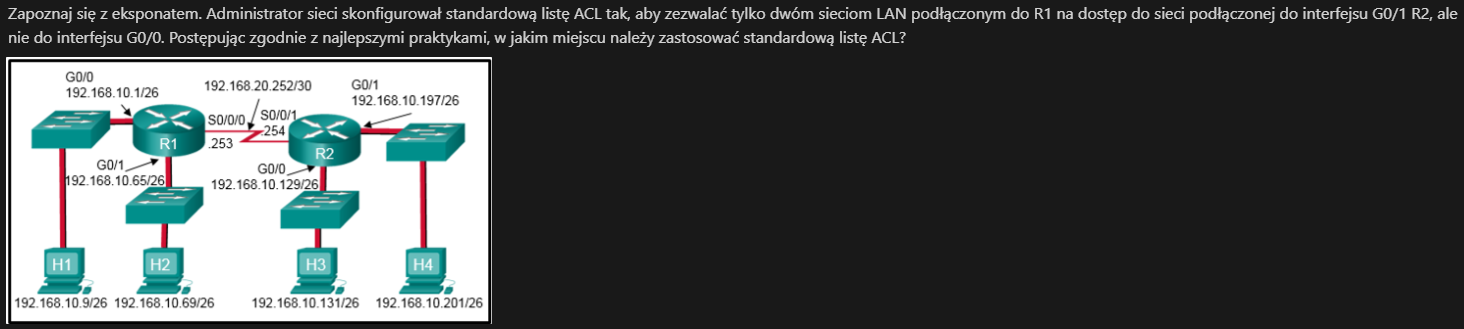 Zapoznaj się z eksponatem. Administrator sieci skonfigurował standardową listę ACL tak, aby zezwalać tylko dwóm sieciom LAN podłączonym do R1 na dostęp do sieci podłączonej do interfejsu G0/1 R2, ale
nie do interfejsu G0/0. Postępując zgodnie z najlepszymi praktykami, w jakim miejscu należy zastosować standardową listę ACL?
G0/0
192.168.10.1/26
192.168.20.252/30
G0/1
192.168.10.197/26
S0/0/0
S0/0/1
.254
R1
.253
R2
G0/1
192.168.10.65/26
G0/0
192.168.10.129/26
H1
H2
H3
H4
192.168.10.9/26
192.168.10.69/26
192.168.10.131/26
192.168.10.201/26